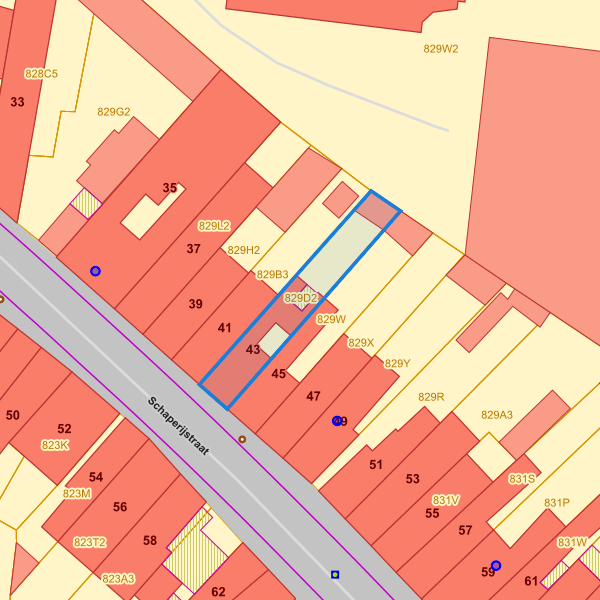 829W2
828C5
33
829G2
35
829L2
37
829H2
829B3
39
829D2
41
829W
43
829X
45
829Y
47
829R
49
829A3
50
52
Schaperijstraat
823K
51
54
53
831S
823M
56
831V
55
831P
57
58
823T2
831W
59
61
823A3
62